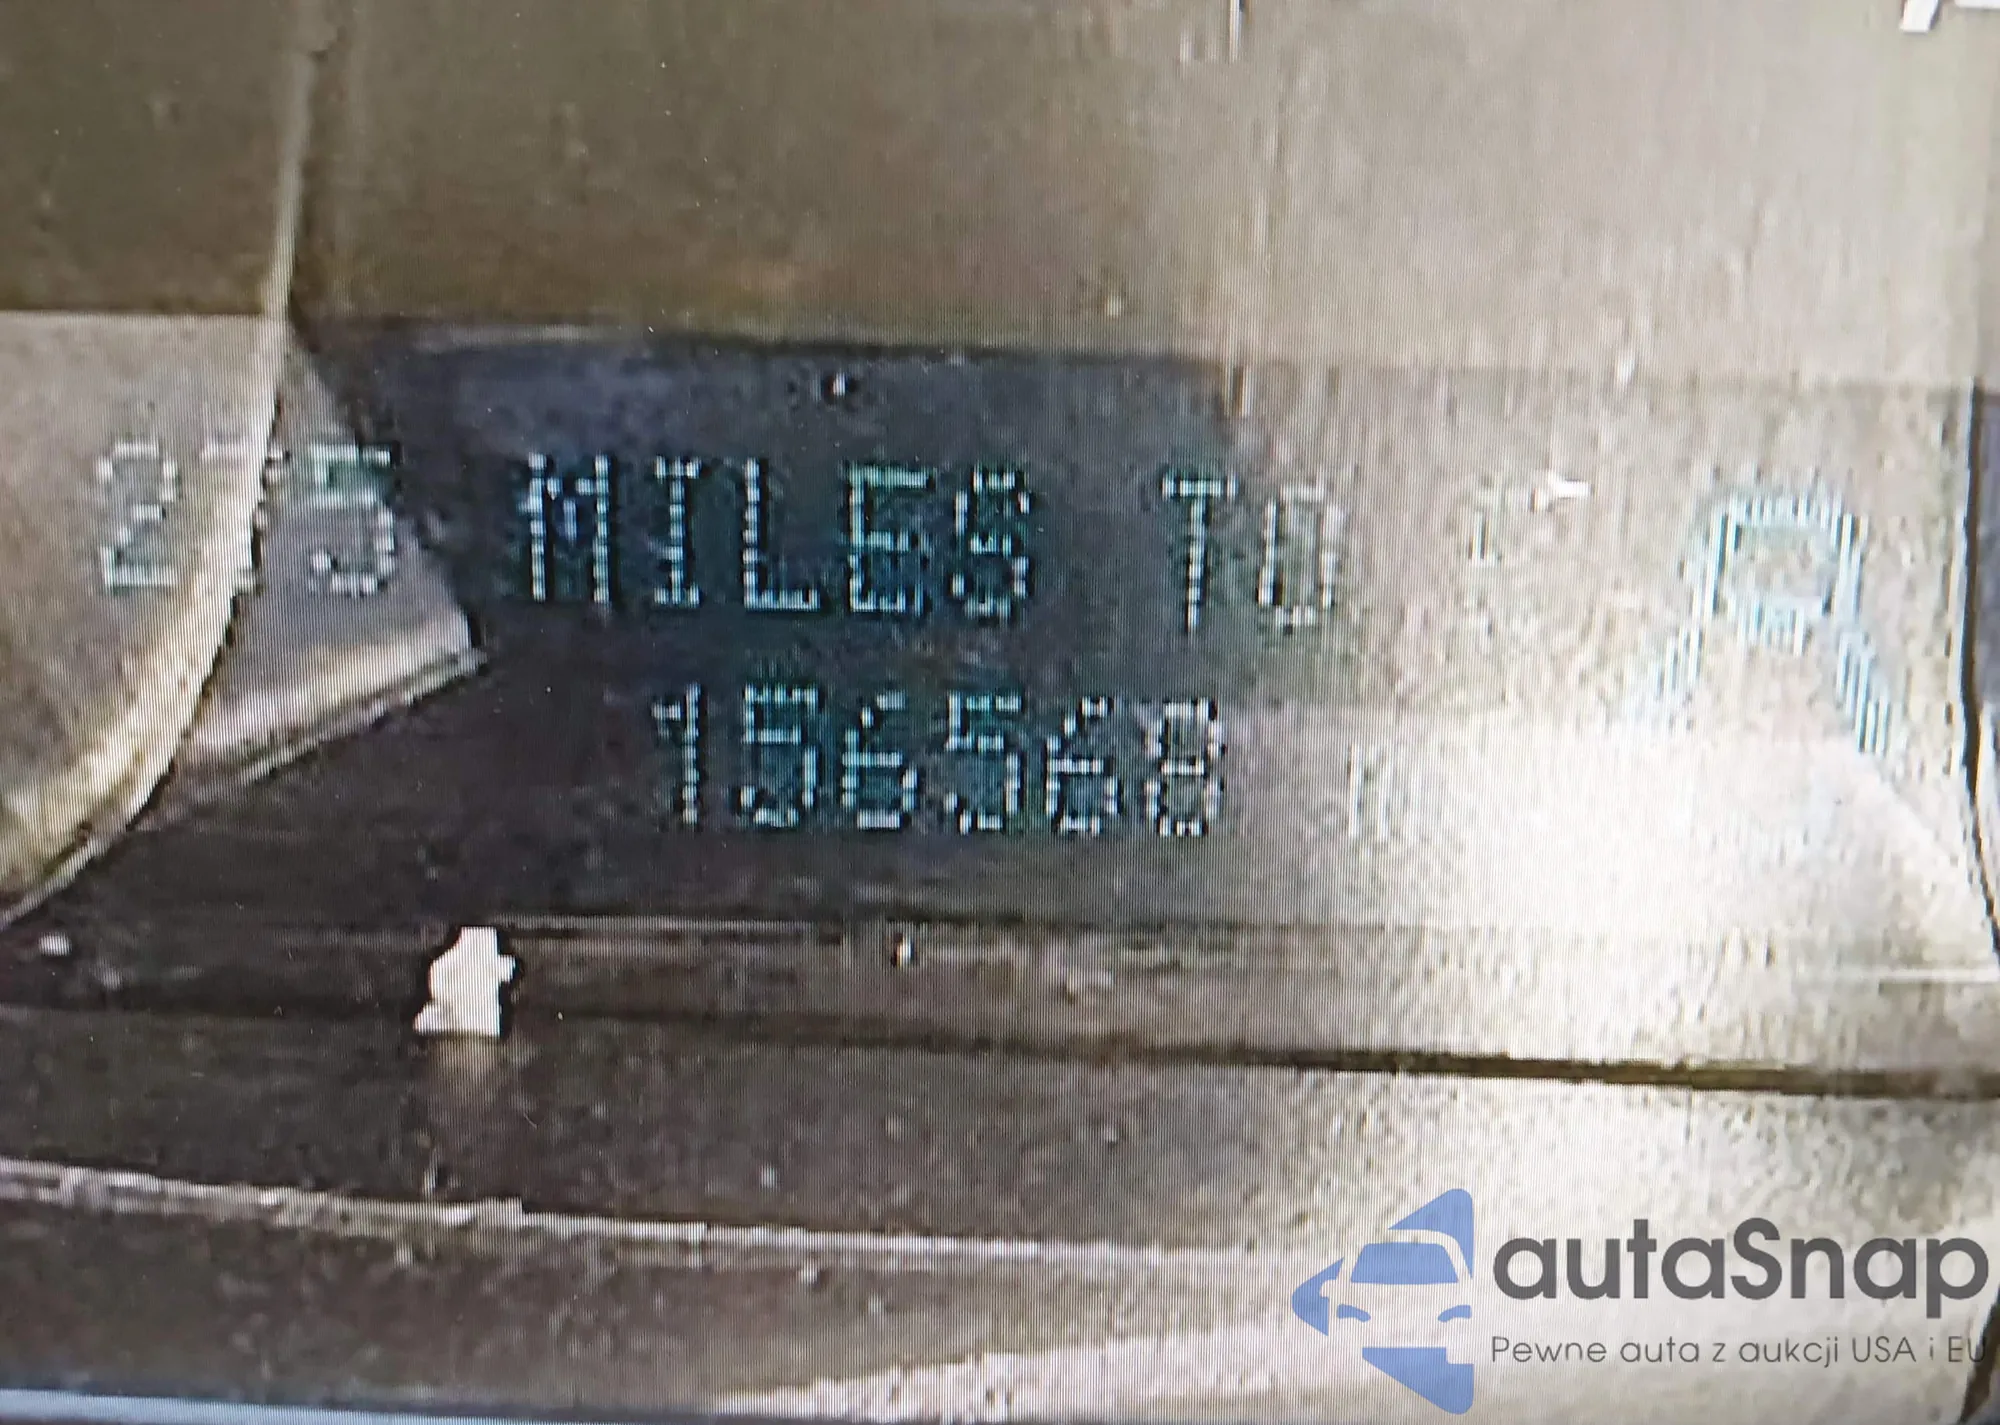 MILES TO
156568
autaSnap
Pewne auta z aukcji USA i EU